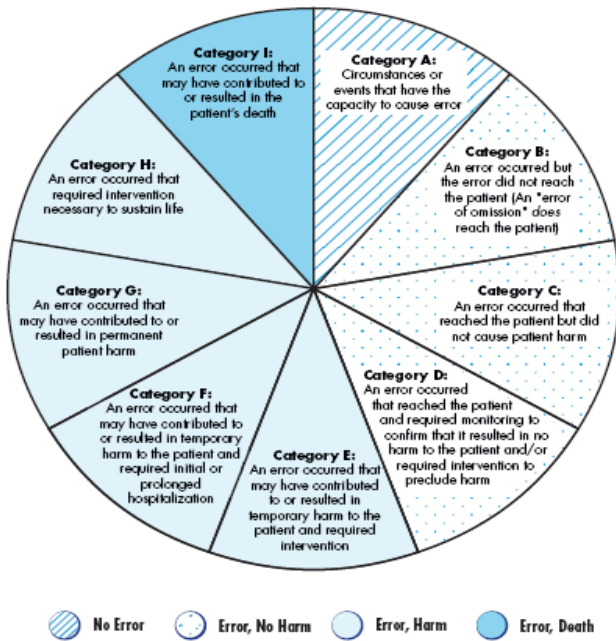 Category I:
An error occurred that
may have contributed to
or resulted in the
patient's death
Category A:
Circumstances or
events that have the
capacity to cause error
Category B:
An error occurred but
the error did not reach
the patient (An "error
of omission" does
reach the patient)
Category C:
An error occurred that
reached the patient but did
not cause patient harm
Category D:
An error occurred
that reached the patient
and required monitoring to
confirm that it resulted in no
harm to the patient and/or
required intervention to
preclude harm
Category E:
An error occurred that
may have contributed
to or resulted in
temporary harm to the
patient and required
intervention
Category F:
An error occurred that
may have contributed to
or resulted in temporary
harm to the patient and
required initial or
prolonged
hospitalization
Category G:
An error occurred that
may have contributed to or
resulted in permanent
patient harm
Category H:
An error occurred that
required intervention
necessary to sustain life
No Error
Error, No Harm
Error, Harm
Error, Death